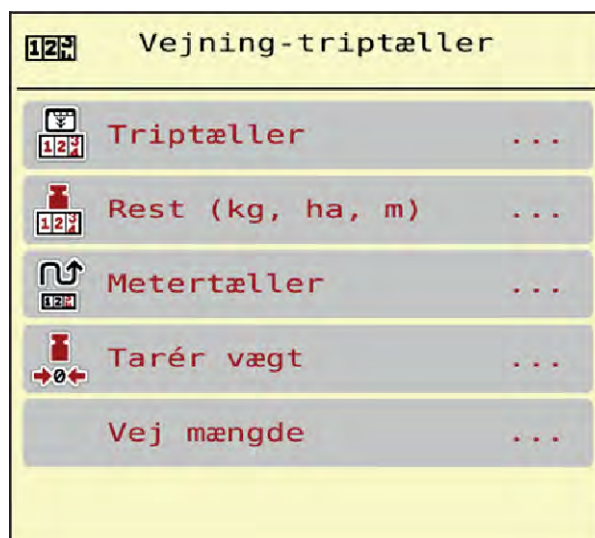 Vejning-triptæller
Triptæller ...
Rest (kg, ha, m) ...
Metertæller ...
Tarér vægt ...
Vej mængde ...